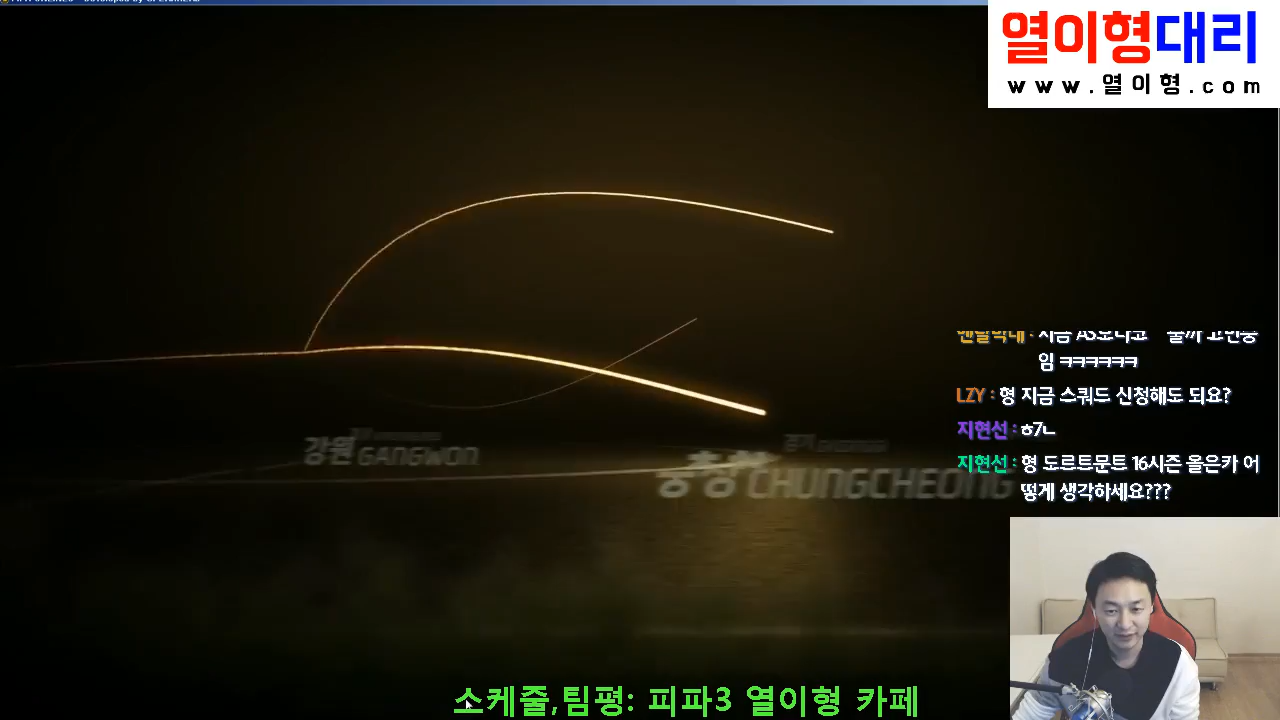 열이형대리
www.열이형.com
임 ㅋㅋㅋㅋㅋㅋ
LZY : 형 지금 스쿼드 신청해도 되요?
지현선 : ㅎ7ㄴ
지현선 : 형 도르트문트 16시즌 올은카 어
떻게 생각하세요???
강원 GANGWON
충청 CHUNGCHEONG
소케줄,팀평: 피파3 열이형 카페